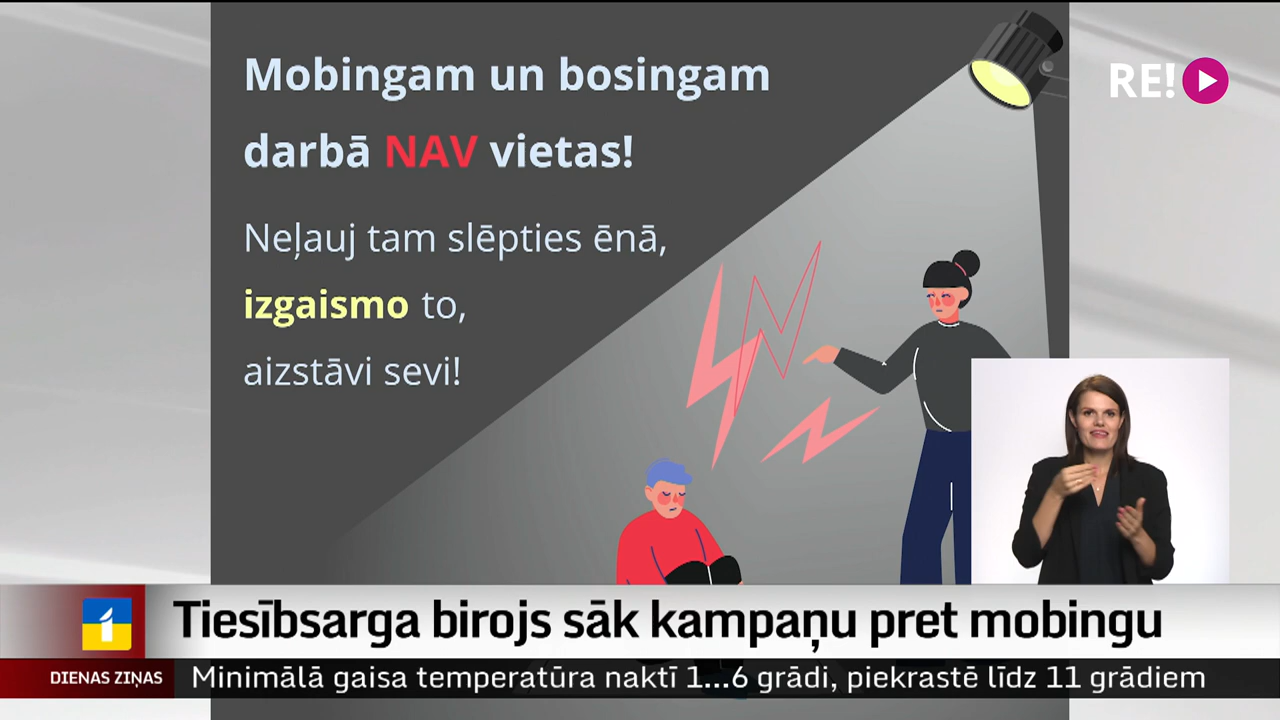 Mobingam un bosingam
darbā NAV vietas!
Neļauj tam slēpties ēnā,
izgaismo to,
aizstāvi sevi!
RE!
1
Tiesībsarga birojs sāk kampaņu pret mobingu
DIENAS ZIŅAS
Minimālā gaisa temperatūra naktī 1...6 grādi, piekrastē līdz 11 grādiem